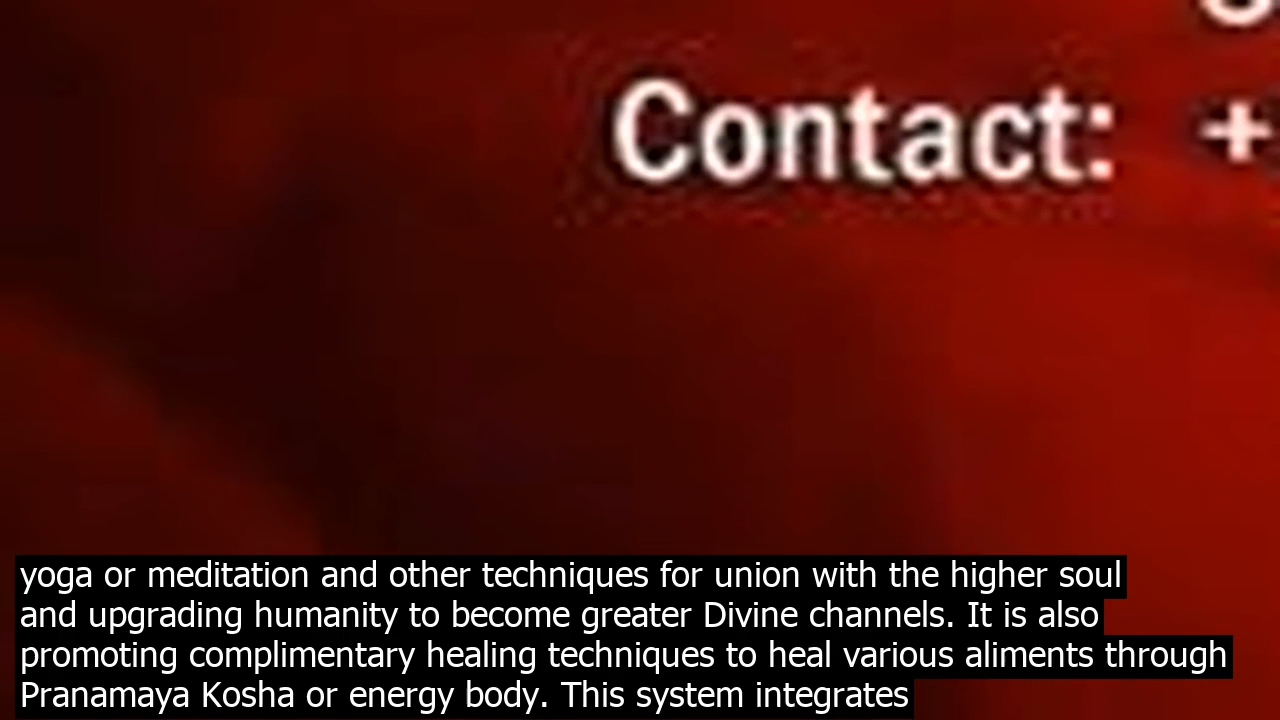 Contact: +
yoga or meditation and other techniques for union with the higher soul
and upgrading humanity to become greater Divine channels. It is also
promoting complimentary healing techniques to heal various aliments through
Pranamaya Kosha or energy body. This system integrates